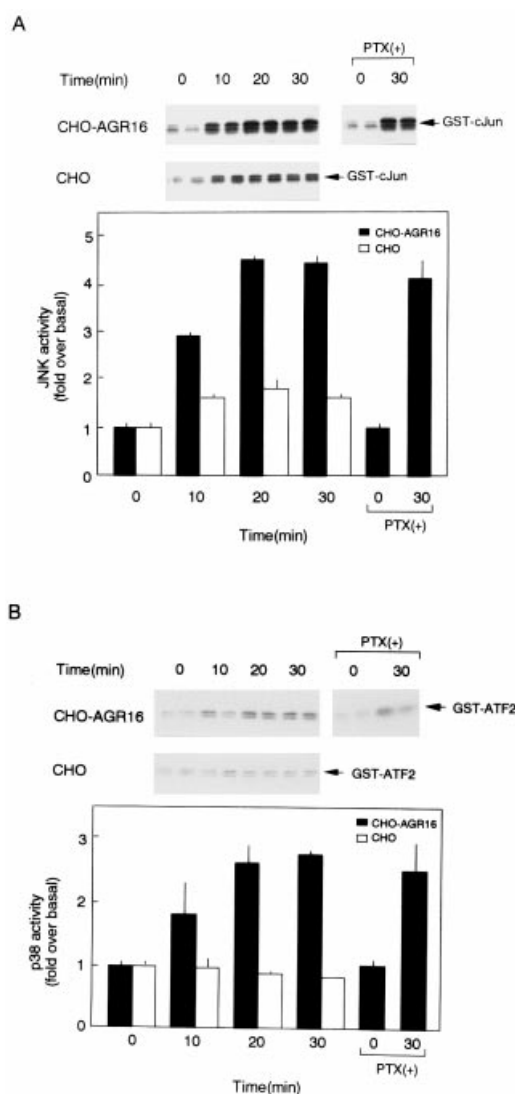 A
PTX(+)
Time(min) 0 10 20 30 0 30
CHO-AGR16
GST-cJun
CHO
GST-cJun
CHO-AGR16
CHO
JNK activity
(fold over basal)
5
4
3
2
1
0
0 10 20 30 0 30
PTX(+)
Time(min)
B
PTX(+)
Time(min) 0 10 20 30 0 30
CHO-AGR16
GST-ATF2
CHO
GST-ATF2
CHO-AGR16
CHO
p38 activity
(fold over basal)
3
2
1
0
0 10 20 30 0 30
PTX(+)
Time(min)